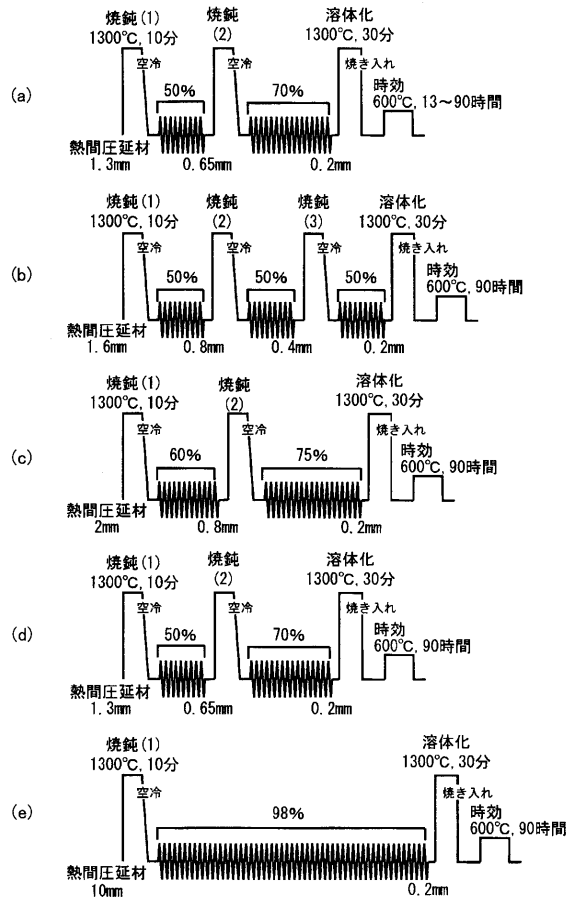 焼鈍(1)
1300℃, 10分
焼鈍
(2)
溶体化
1300℃, 30分
空冷
空冷
焼き入れ
時効
600℃, 13～90時間
(a)
50%
70%
熱間圧延材
1.3mm
0.65mm
0.2mm
焼鈍(1)
1300℃, 10分
焼鈍
(2)
焼鈍
(3)
溶体化
1300℃, 30分
空冷
空冷
空冷
焼き入れ
時効
600℃, 90時間
(b)
50%
50%
50%
熱間圧延材
1.6mm
0.8mm
0.4mm
0.2mm
焼鈍(1)
1300℃, 10分
焼鈍
(2)
溶体化
1300℃, 30分
空冷
空冷
焼き入れ
時効
600℃, 90時間
(c)
60%
75%
熱間圧延材
2mm
0.8mm
0.2mm
焼鈍(1)
1300℃, 10分
焼鈍
(2)
溶体化
1300℃, 30分
空冷
空冷
焼き入れ
時効
600℃, 90時間
(d)
50%
70%
熱間圧延材
1.3mm
0.65mm
0.2mm
焼鈍(1)
1300℃, 10分
溶体化
1300℃, 30分
空冷
焼き入れ
時効
600℃, 90時間
(e)
98%
熱間圧延材
10mm
0.2mm